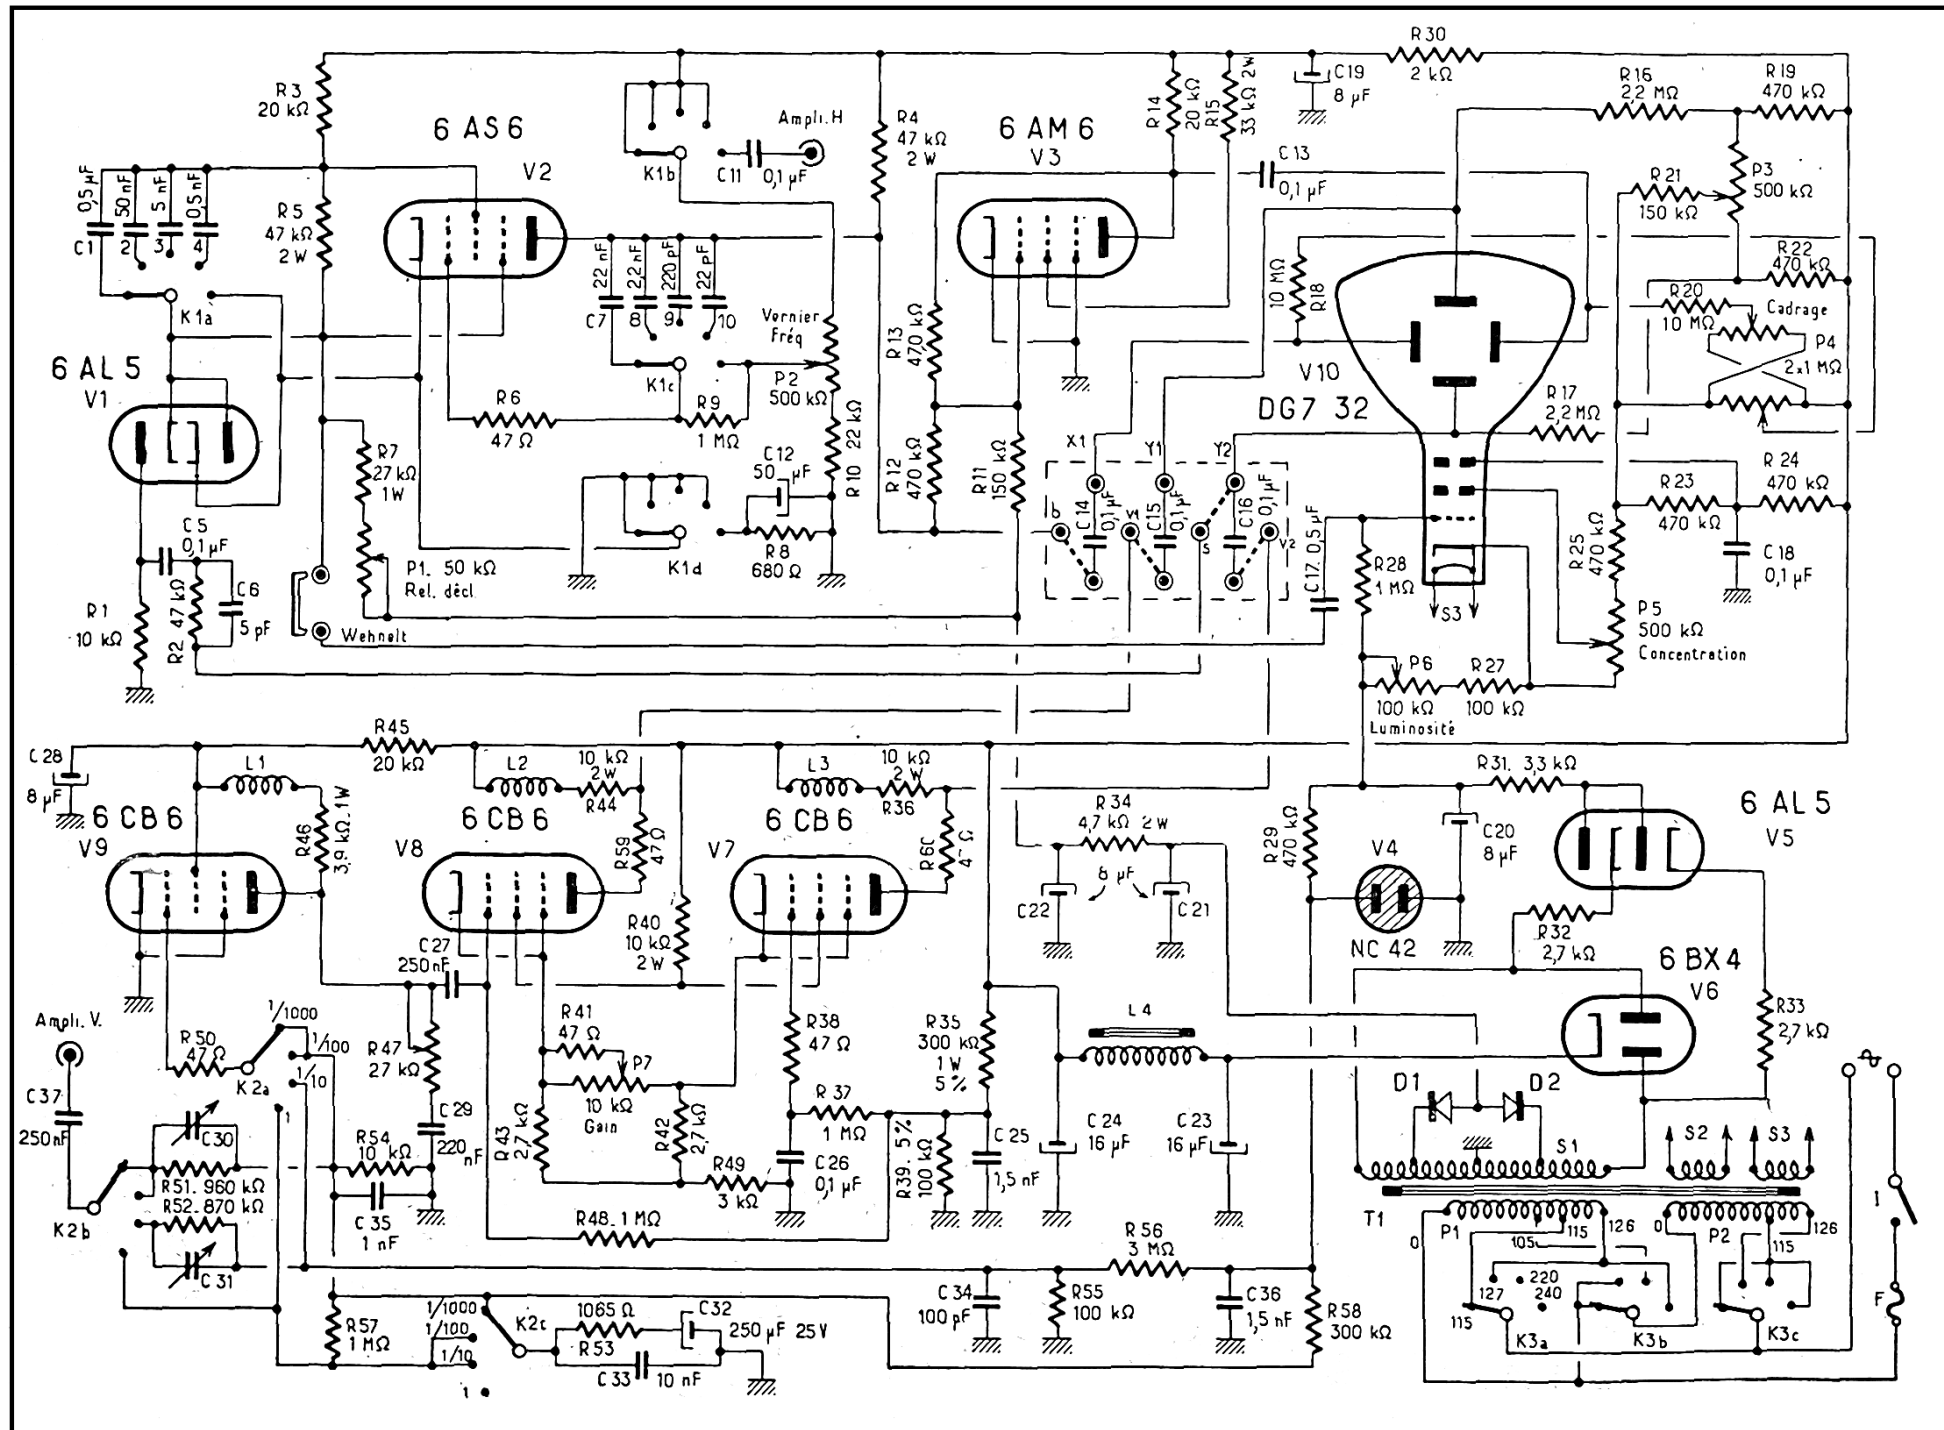 R3
20 kΩ
6 AS6
V2
C1
0,5 µF
2
50 nF
3
5 nF
4
0,5 nF
R5
47 kΩ
2 W
K1a
K1b
Ampli. H
C11
0,1 µF
R4
47 kΩ
2 W
6 AM 6
V3
R14
20 kΩ
R15
33 kΩ 2W
C19
8 µF
R30
2 kΩ
C13
0,1 µF
R16
2,2 MΩ
R19
470 kΩ
R21
150 kΩ
P3
500 kΩ
R22
470 kΩ
R20
10 MΩ
Cadrage
P4
2x1 MΩ
R18
10 MΩ
V10
DG7 32
R17
2,2 MΩ
6 AL 5
V1
C7
22 nF
8
2,2 nF
9
220 pF
10
22 pF
K1c
R9
1 MΩ
R6
47 Ω
Vernier
Fréq
P2
500 kΩ
R10 22 kΩ
R13
470 kΩ
R12
470 kΩ
R11
150 kΩ
C12
50 µF
R8
680 Ω
K1d
R7
27 kΩ
1W
P1. 50 kΩ
Rel. décl.
C5
0,1 µF
R1
10 kΩ
R2 47 kΩ
C6
5 pF
Wehnelt
X1
Y1
Y2
b
V1
s
V2
C14
0,1 µF
C15
0,1 µF
C16
0,1 µF
C17. 0,5 µF
R28
1 MΩ
S3
R23
470 kΩ
R24
470 kΩ
R25
470 kΩ
C18
0,1 µF
P5
500 kΩ
Concentration
P6
100 kΩ
Luminosité
R27
100 kΩ
C28
8 µF
6 CB 6
V9
L1
R46
3,9 kΩ. 1W
R45
20 kΩ
L2
10 kΩ
2 W
R44
6 CB 6
V8
R59
47 Ω
L3
10 kΩ
2 W
R36
6 CB 6
V7
R40
10 kΩ
2 W
R34
4,7 kΩ 2 W
8 µF
C22
C21
R29
470 kΩ
V4
NC 42
C20
8 µF
R31. 3,3 kΩ
6 AL 5
V5
R32
2,7 kΩ
6 BX4
V6
R33
2,7 kΩ
C27
250 nF
Ampli. V.
C37
250 nF
R50
47 Ω
K2a
1/1000
1/100
1/10
1
R47
27 kΩ
C29
220 nF
R41
47 Ω
P7
10 kΩ
Gain
R43
2,7 kΩ
R42
2,7 kΩ
R38
47 Ω
R37
1 MΩ
R35
300 kΩ
1 W
5 %
L4
D1
D2
C30
R51. 960 kΩ
R52. 870 kΩ
C31
K2b
R54
10 kΩ
C35
1 nF
R49
3 kΩ
C26
0,1 µF
R39. 5 %
100 kΩ
C25
1,5 nF
C24
16 µF
C23
16 µF
S1
S2
S3
T1
R48. 1 MΩ
R56
3 MΩ
P1
0
105
115
126
P2
0
115
126
220
240
127
115
K3a
K3b
K3c
I
F
R57
1 MΩ
1/1000
1/100
1/10
1
K2c
1065 Ω
R53
C32
250 µF 25V
C33
10 nF
C34
100 pF
R55
100 kΩ
C36
1,5 nF
R58
300 kΩ